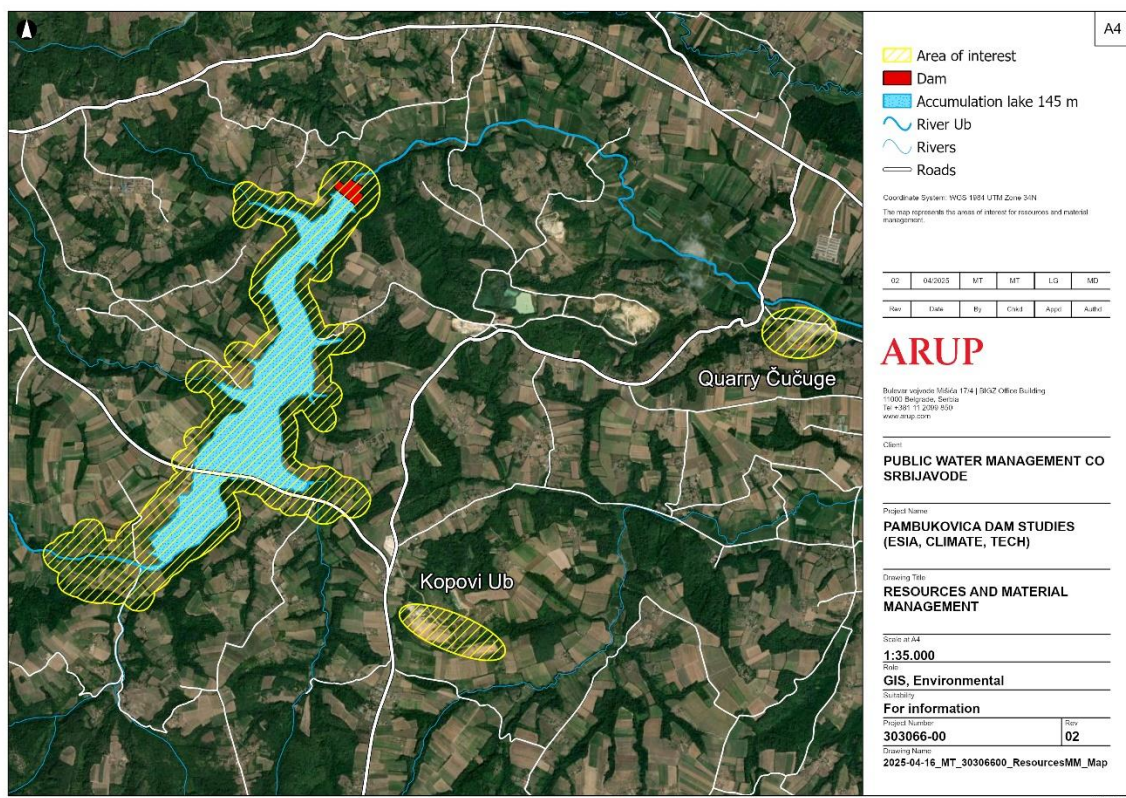 A4
Area of interest
Dam
Accumulation lake 145 m
River Ub
Rivers
Roads
Coordinate System: WGS 1984 UTM Zone 34N
The map represents the areas of interest for resources and material
management.
02 04/2025 MT MT LG MD
Rev Date By Chkd Appd Authd
ARUP
Bulevar vojvode Mišića 17/4 | BIGZ Office Building
11000 Belgrade, Serbia
Tel +381 11 2099 850
www.arup.com
Client
PUBLIC WATER MANAGEMENT CO
SRBIJAVODE
Project Name
PAMBUKOVICA DAM STUDIES
(ESIA, CLIMATE, TECH)
Drawing Title
RESOURCES AND MATERIAL
MANAGEMENT
Scale at A4
1:35.000
Role
GIS, Environmental
Suitability
For information
Project Number Rev
303066-00 02
Drawing Name
2025-04-16_MT_30306600_ResourcesMM_Map
Quarry Čučuge
Kopovi Ub